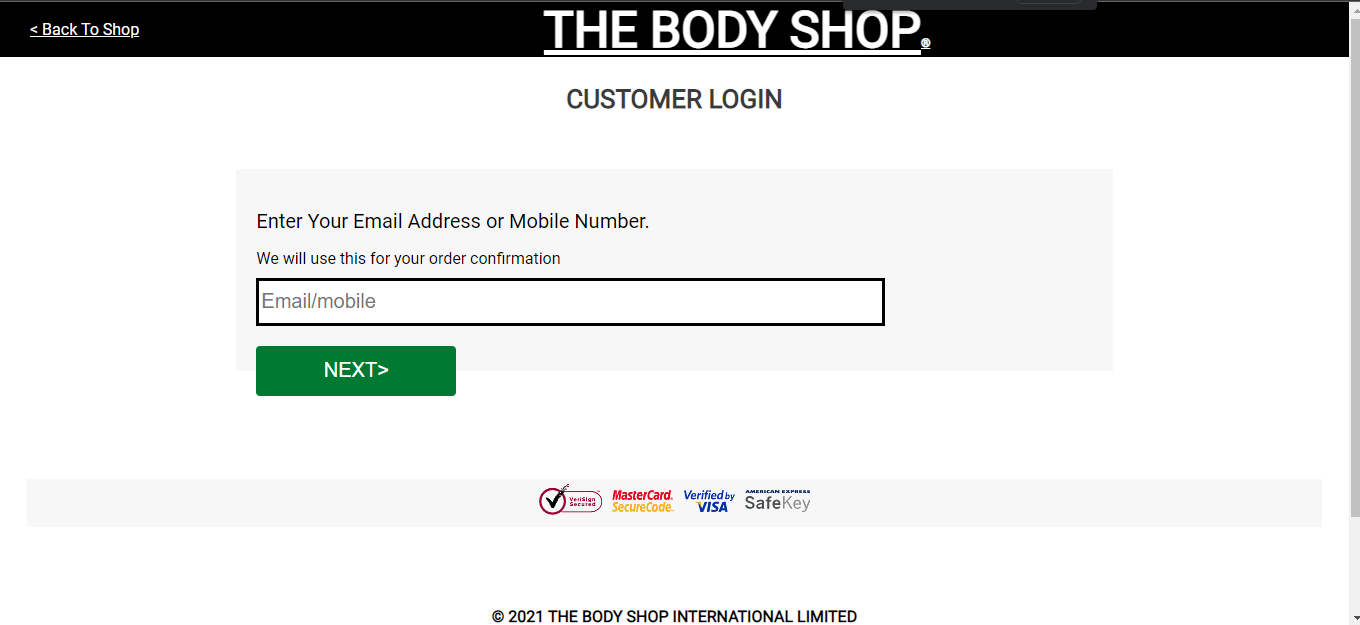 < Back To Shop
THE BODY SHOP®
CUSTOMER LOGIN
Enter Your Email Address or Mobile Number.
We will use this for your order confirmation
Email/mobile
NEXT>
VeriSign
Secured
MasterCard.
SecureCode.
Verified by
VISA
AMERICAN EXPRESS
SafeKey
© 2021 THE BODY SHOP INTERNATIONAL LIMITED